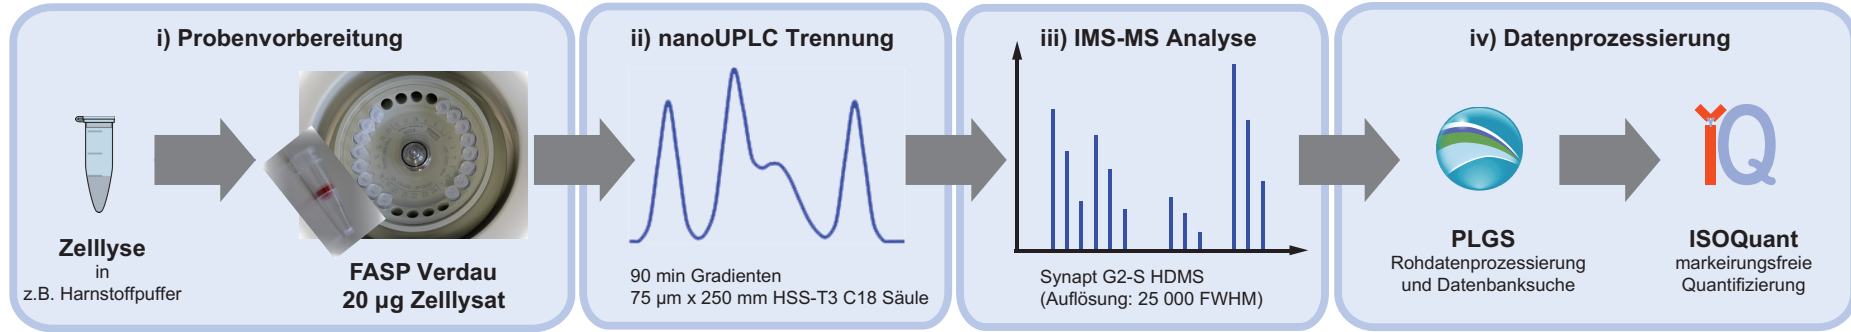 i) Probenvorbereitung
Zelllyse
in
z.B. Harnstoffpuffer
FASP Verdau
20 µg Zelllysat
ii) nanoUPLC Trennung
90 min Gradienten
75 µm x 250 mm HSS-T3 C18 Säule
iii) IMS-MS Analyse
Synapt G2-S HDMS
(Auflösung: 25 000 FWHM)
iv) Datenprozessierung
PLGS
Rohdatenprozessierung
und Datenbanksuche
iQ
ISOQuant
markeirungsfreie
Quantifizierung